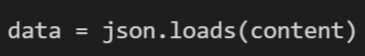 data = json.loads(content)